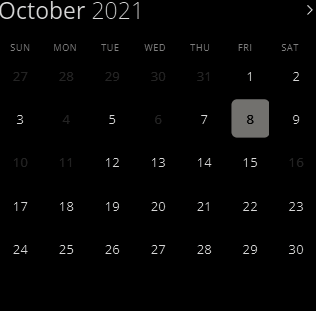 October 2021
SUN MON TUE WED THU FRI SAT
27 28 29 30 31 1 2
3 4 5 6 7 8 9
10 11 12 13 14 15 16
17 18 19 20 21 22 23
24 25 26 27 28 29 30